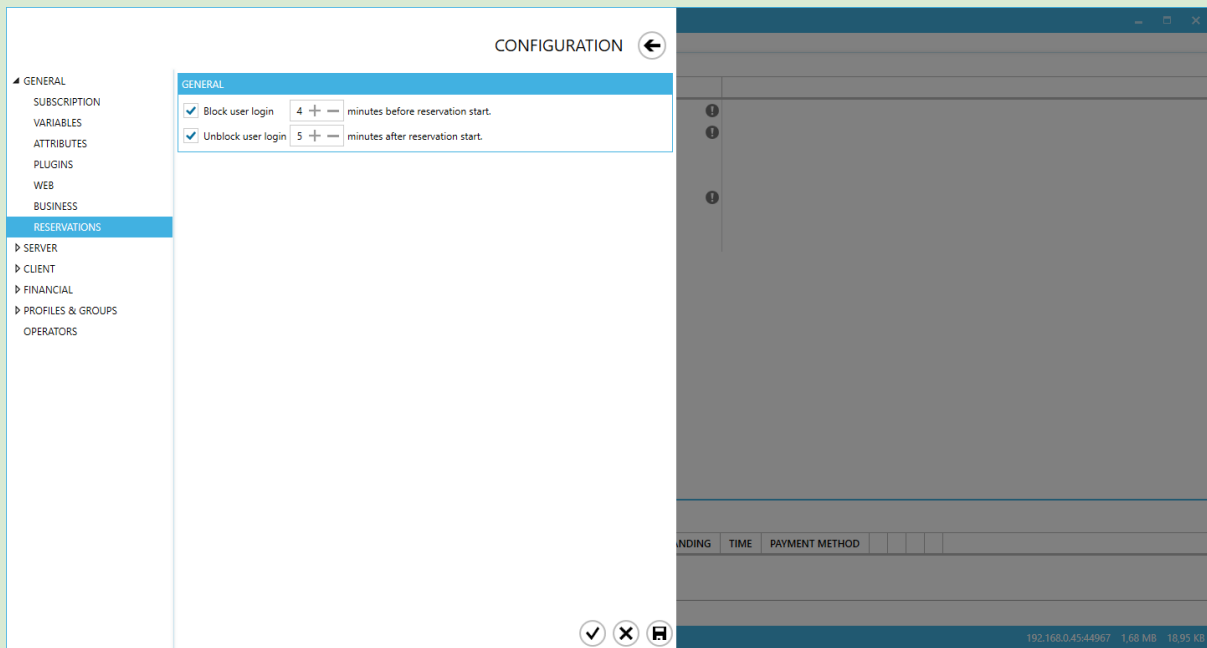 CONFIGURATION
GENERAL
SUBSCRIPTION
VARIABLES
ATTRIBUTES
PLUGINS
WEB
BUSINESS
RESERVATIONS
SERVER
CLIENT
FINANCIAL
PROFILES & GROUPS
OPERATORS
GENERAL
Block user login 4 minutes before reservation start.
Unblock user login 5 minutes after reservation start.
NDING TIME PAYMENT METHOD
192.168.0.45:44967 1,68 MB 18,95 KB